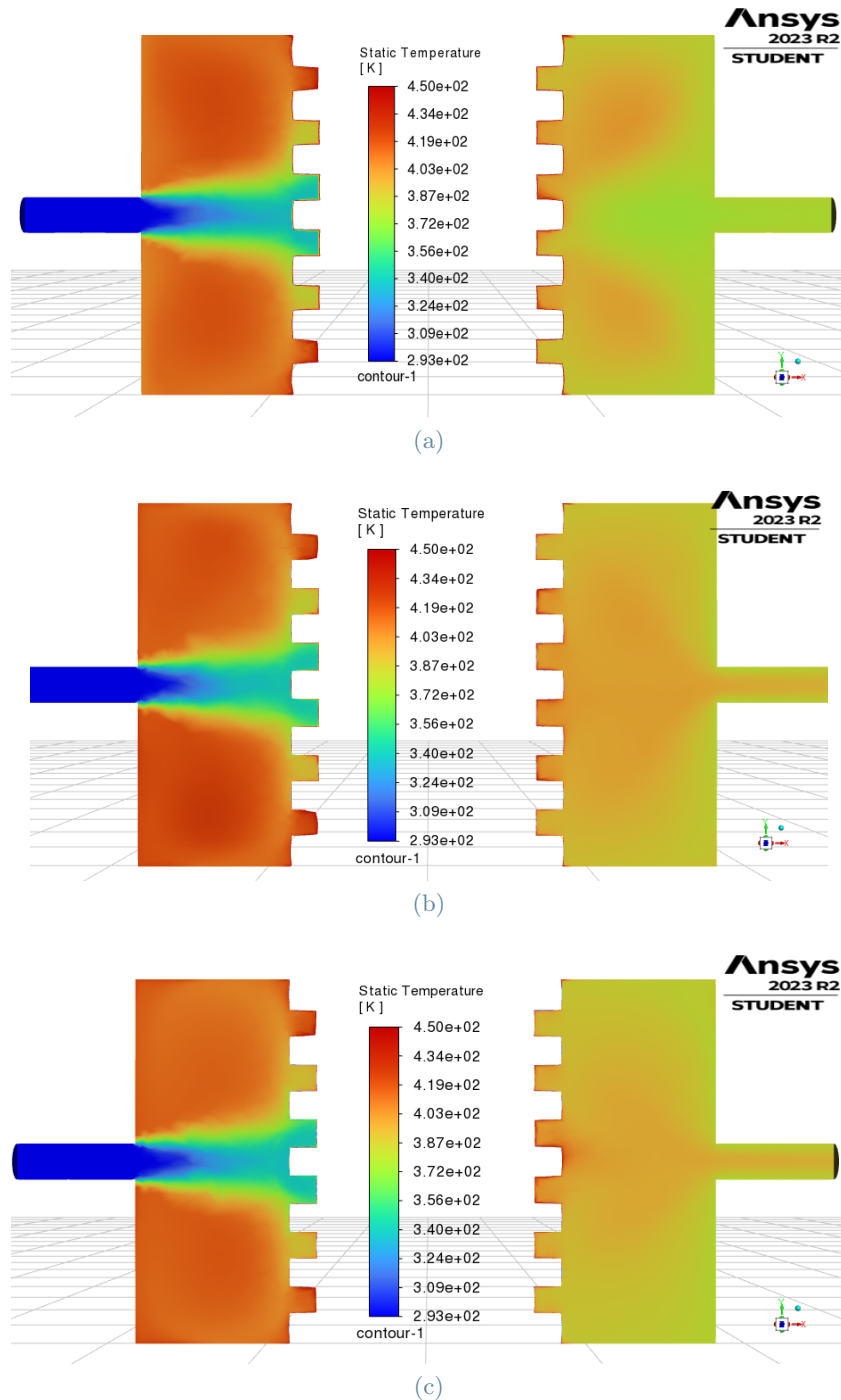 Ansys
2023 R2
STUDENT
Static Temperature
[ K ]
4.50e+02
4.34e+02
4.19e+02
4.03e+02
3.87e+02
3.72e+02
3.56e+02
3.40e+02
3.24e+02
3.09e+02
2.93e+02
contour-1
Y
X
(a)
Ansys
2023 R2
STUDENT
Static Temperature
[ K ]
4.50e+02
4.34e+02
4.19e+02
4.03e+02
3.87e+02
3.72e+02
3.56e+02
3.40e+02
3.24e+02
3.09e+02
2.93e+02
contour-1
Y
X
(b)
Ansys
2023 R2
STUDENT
Static Temperature
[ K ]
4.50e+02
4.34e+02
4.19e+02
4.03e+02
3.87e+02
3.72e+02
3.56e+02
3.40e+02
3.24e+02
3.09e+02
2.93e+02
contour-1
Y
X
(c)